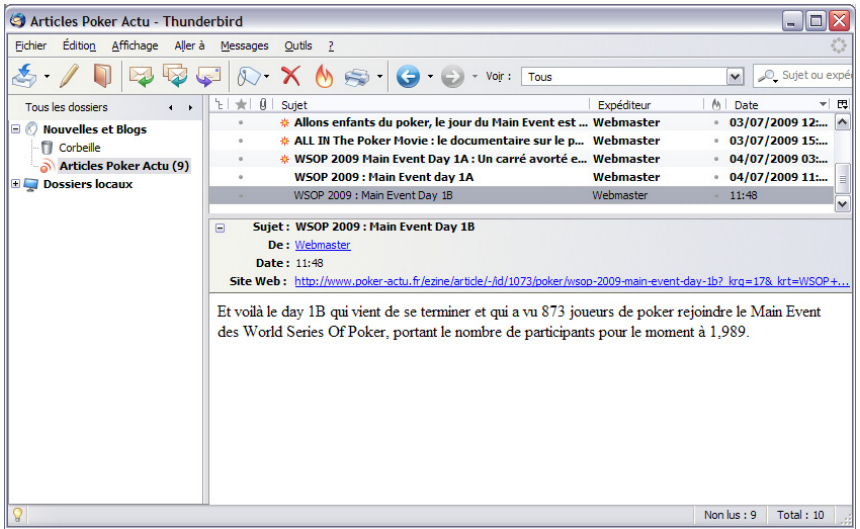 Articles Poker Actu - Thunderbird
Fichier Édition Affichage Aller à Messages Outils ?
Voir : Tous Sujet ou expé
Tous les dossiers
Sujet Expéditeur Date
Nouvelles et Blogs
Corbeille
Articles Poker Actu (9)
Dossiers locaux
Allons enfants du poker, le jour du Main Event est ... Webmaster 03/07/2009 12:...
ALL IN The Poker Movie : le documentaire sur le p... Webmaster 03/07/2009 15:...
WSOP 2009 Main Event Day 1A : Un carré avorté e... Webmaster 04/07/2009 03:...
WSOP 2009 : Main Event day 1A Webmaster 04/07/2009 11:...
WSOP 2009 : Main Event Day 1B Webmaster 11:48
Sujet : WSOP 2009 : Main Event Day 1B
De : Webmaster
Date : 11:48
Site Web : http://www.poker-actu.fr/ezine/article/-/id/1073/poker/wsop-2009-main-event-day-1b?_krg=17&_krt=WSOP+...
Et voilà le day 1B qui vient de se terminer et qui a vu 873 joueurs de poker rejoindre le Main Event
des World Series Of Poker, portant le nombre de participants pour le moment à 1,989.
Non lus : 9 Total : 10